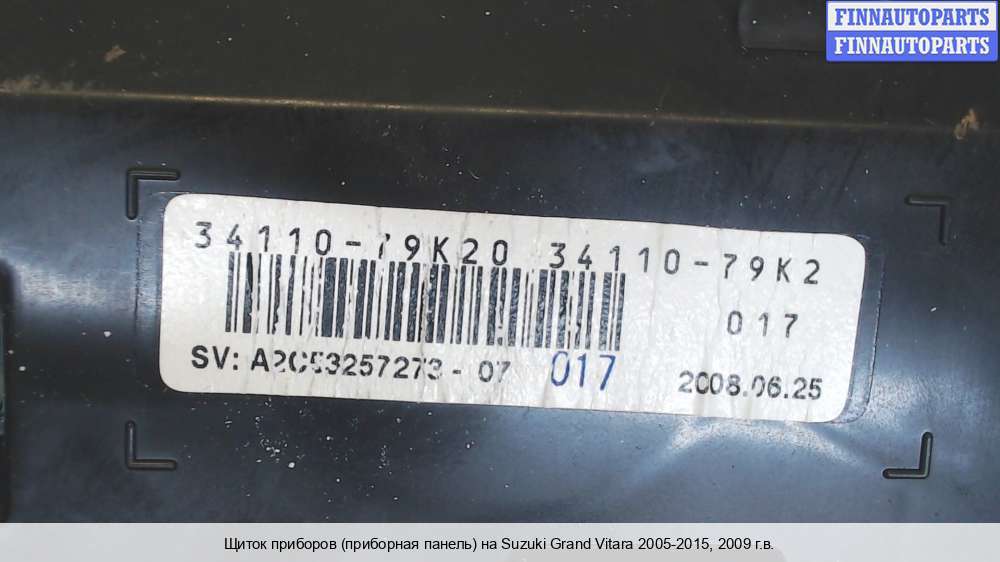 FINNAUTOPARTS
FINNAUTOPARTS
34110-79K20 34110-79K2
017
SV: A2C53257273 - 07 017 2008.06.25
Щиток приборов (приборная панель) на Suzuki Grand Vitara 2005-2015, 2009 г.в.